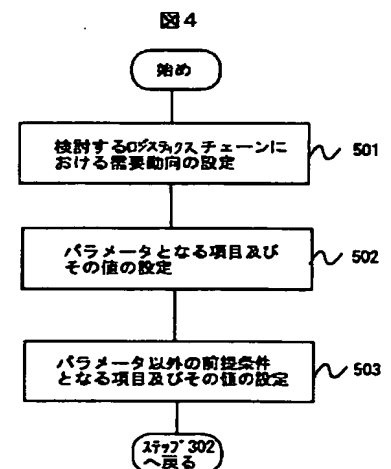 図4
始め
検討するロジスティクスチェーンに
おける需要動向の設定
501
パラメータとなる項目及び
その値の設定
502
パラメータ以外の前提条件
となる項目及びその値の設定
503
ステップ302
へ戻る